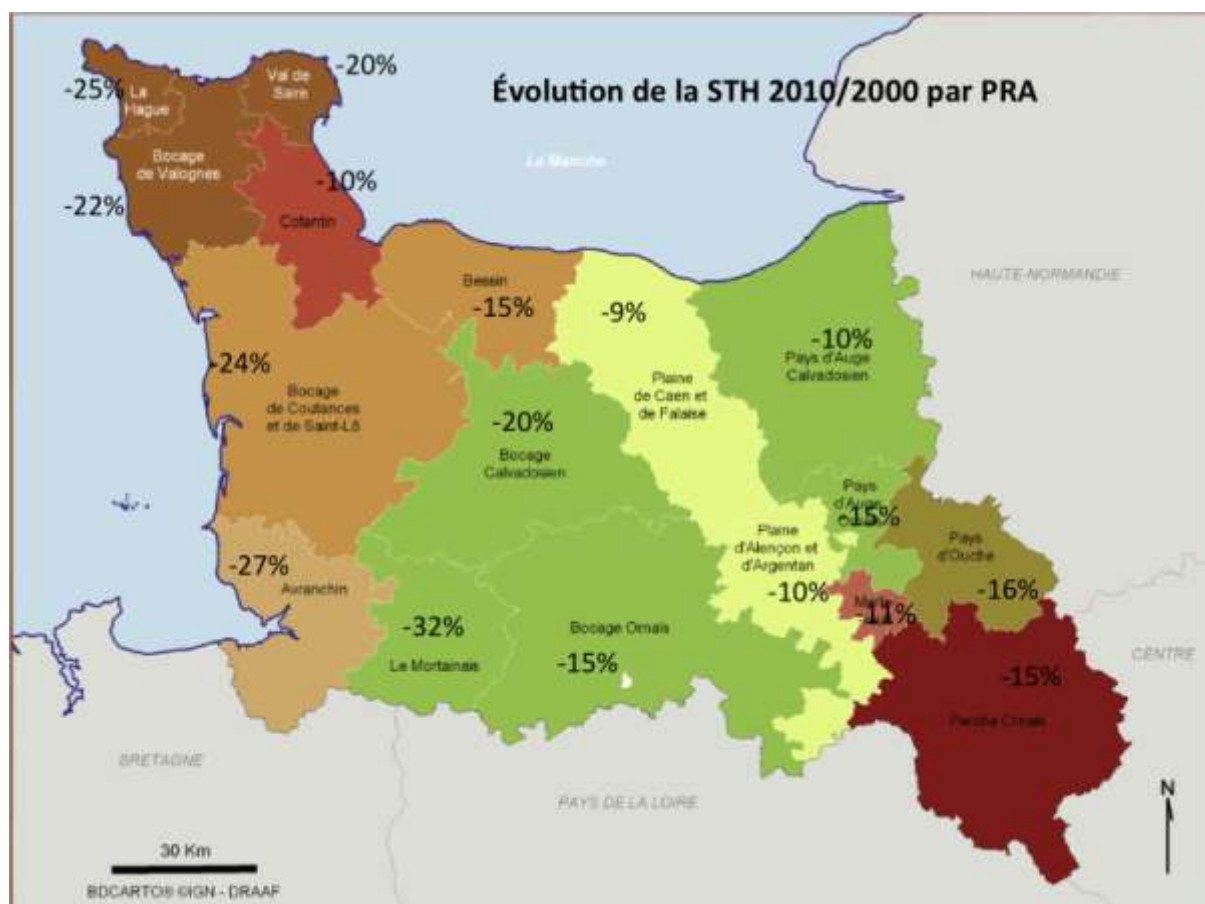 Évolution de la STH 2010/2000 par PRA
-20%
Val de
Saire
-25%
La
Hague
La Manche
Bocage
de Valognes
-10%
-22%
Cotentin
HAUTE-NORMANDIE
Bessin
-15%
-9%
-10%
Pays d'Auge
Calvadosien
-24%
Plaine
de Caen et
de Falaise
Bocage
de Coutances
et de Saint-Lô
-20%
Bocage
Calvadosien
Pays
d'Auge
-15%
Plaine
d'Alençon et
d'Argentan
Pays
d'Ouche
-27%
Avranchin
-10%
-11%
-16%
-32%
Bocage Ornais
Le Mortainais
-15%
CENTRE
-15%
Perche Ornais
BRETAGNE
PAYS DE LA LOIRE
N
30 Km
BDCARTO® ©IGN - DRAAF